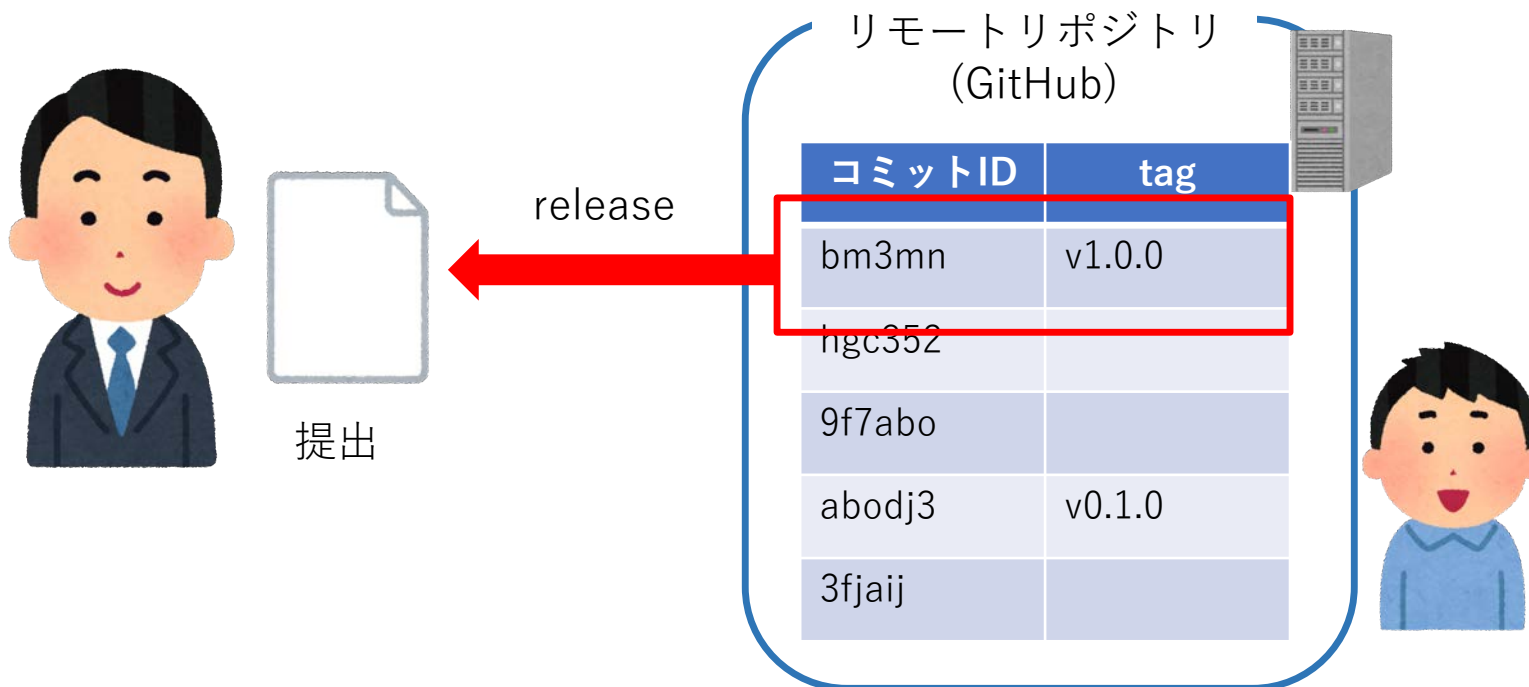 リモートリポジトリ
(GitHub)
コミットID tag
release
bm3mn v1.0.0
hgc352
9f7abo
提出
abodj3 v0.1.0
3fjaij